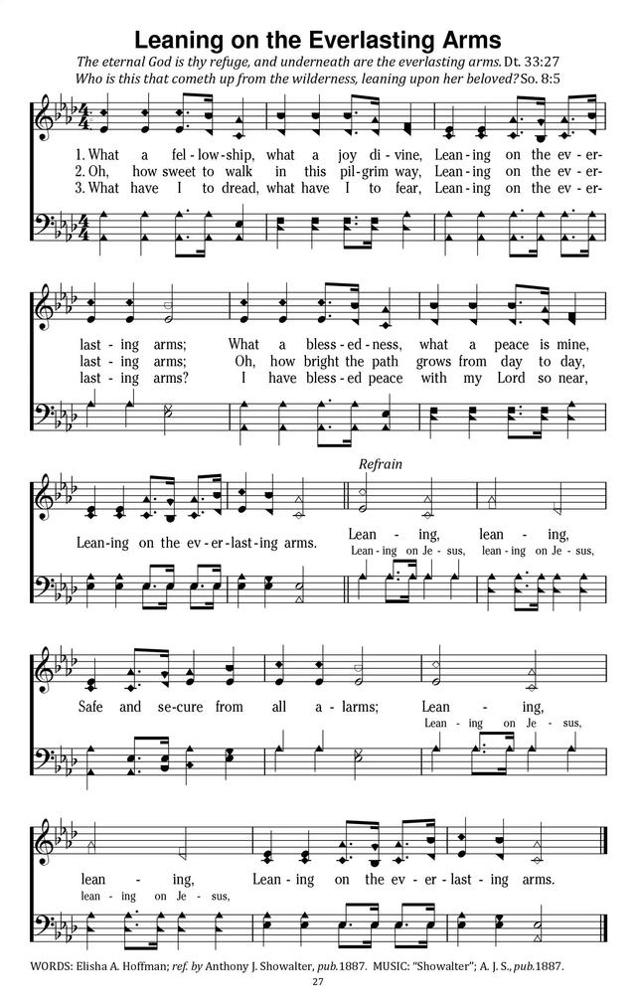 Leaning on the Everlasting Arms
The eternal God is thy refuge, and underneath are the everlasting arms. Dt. 33:27
Who is this that cometh up from the wilderness, leaning upon her beloved? So. 8:5
1. What a fel - low - ship, what a joy di - vine, Lean - ing on the ev - er-
2. Oh, how sweet to walk in this pil - grim way, Lean - ing on the ev - er-
3. What have I to dread, what have I to fear, Lean - ing on the ev - er-
last - ing arms; What a bless - ed - ness, what a peace is mine,
last - ing arms; Oh, how bright the path grows from day to day,
last - ing arms? I have bless - ed peace with my Lord so near,
Refrain
Lean-ing on the ev - er - last - ing arms. Lean - ing, lean - ing,
Lean - ing on Je - sus, lean - ing on Je - sus,
Safe and se-cure from all a - larms; Lean - ing,
Lean - ing on Je - sus,
lean - ing, Lean - ing on the ev - er - last - ing arms.
lean - ing on Je - sus,
WORDS: Elisha A. Hoffman; ref. by Anthony J. Showalter, pub.1887. MUSIC: “Showalter”; A. J. S., pub.1887.
27